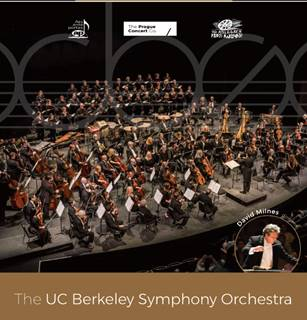 The Prague
Concert Co.
David Milnes
The UC Berkeley Symphony Orchestra